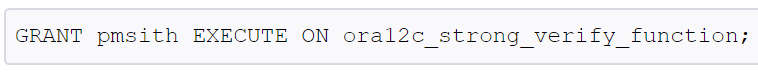 GRANT pmsith EXECUTE ON ora12c_strong_verify_function;